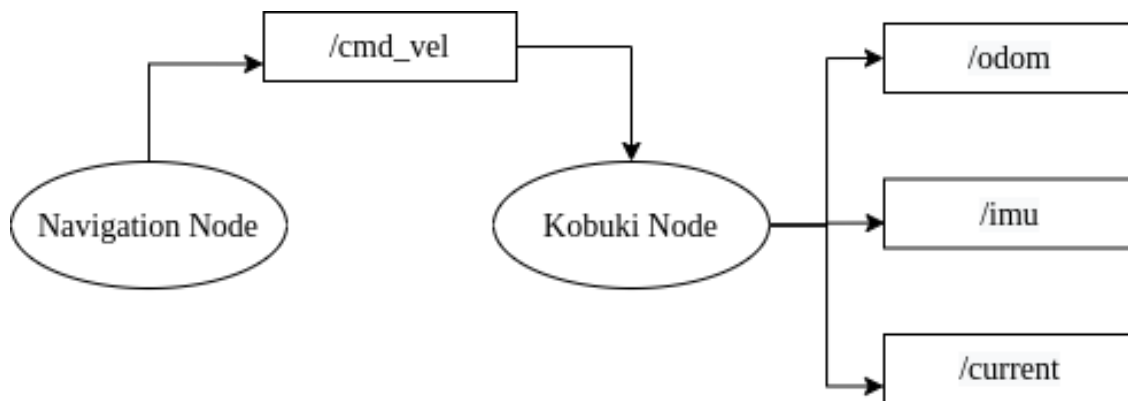 /cmd_vel
/odom
Navigation Node
Kobuki Node
/imu
/current